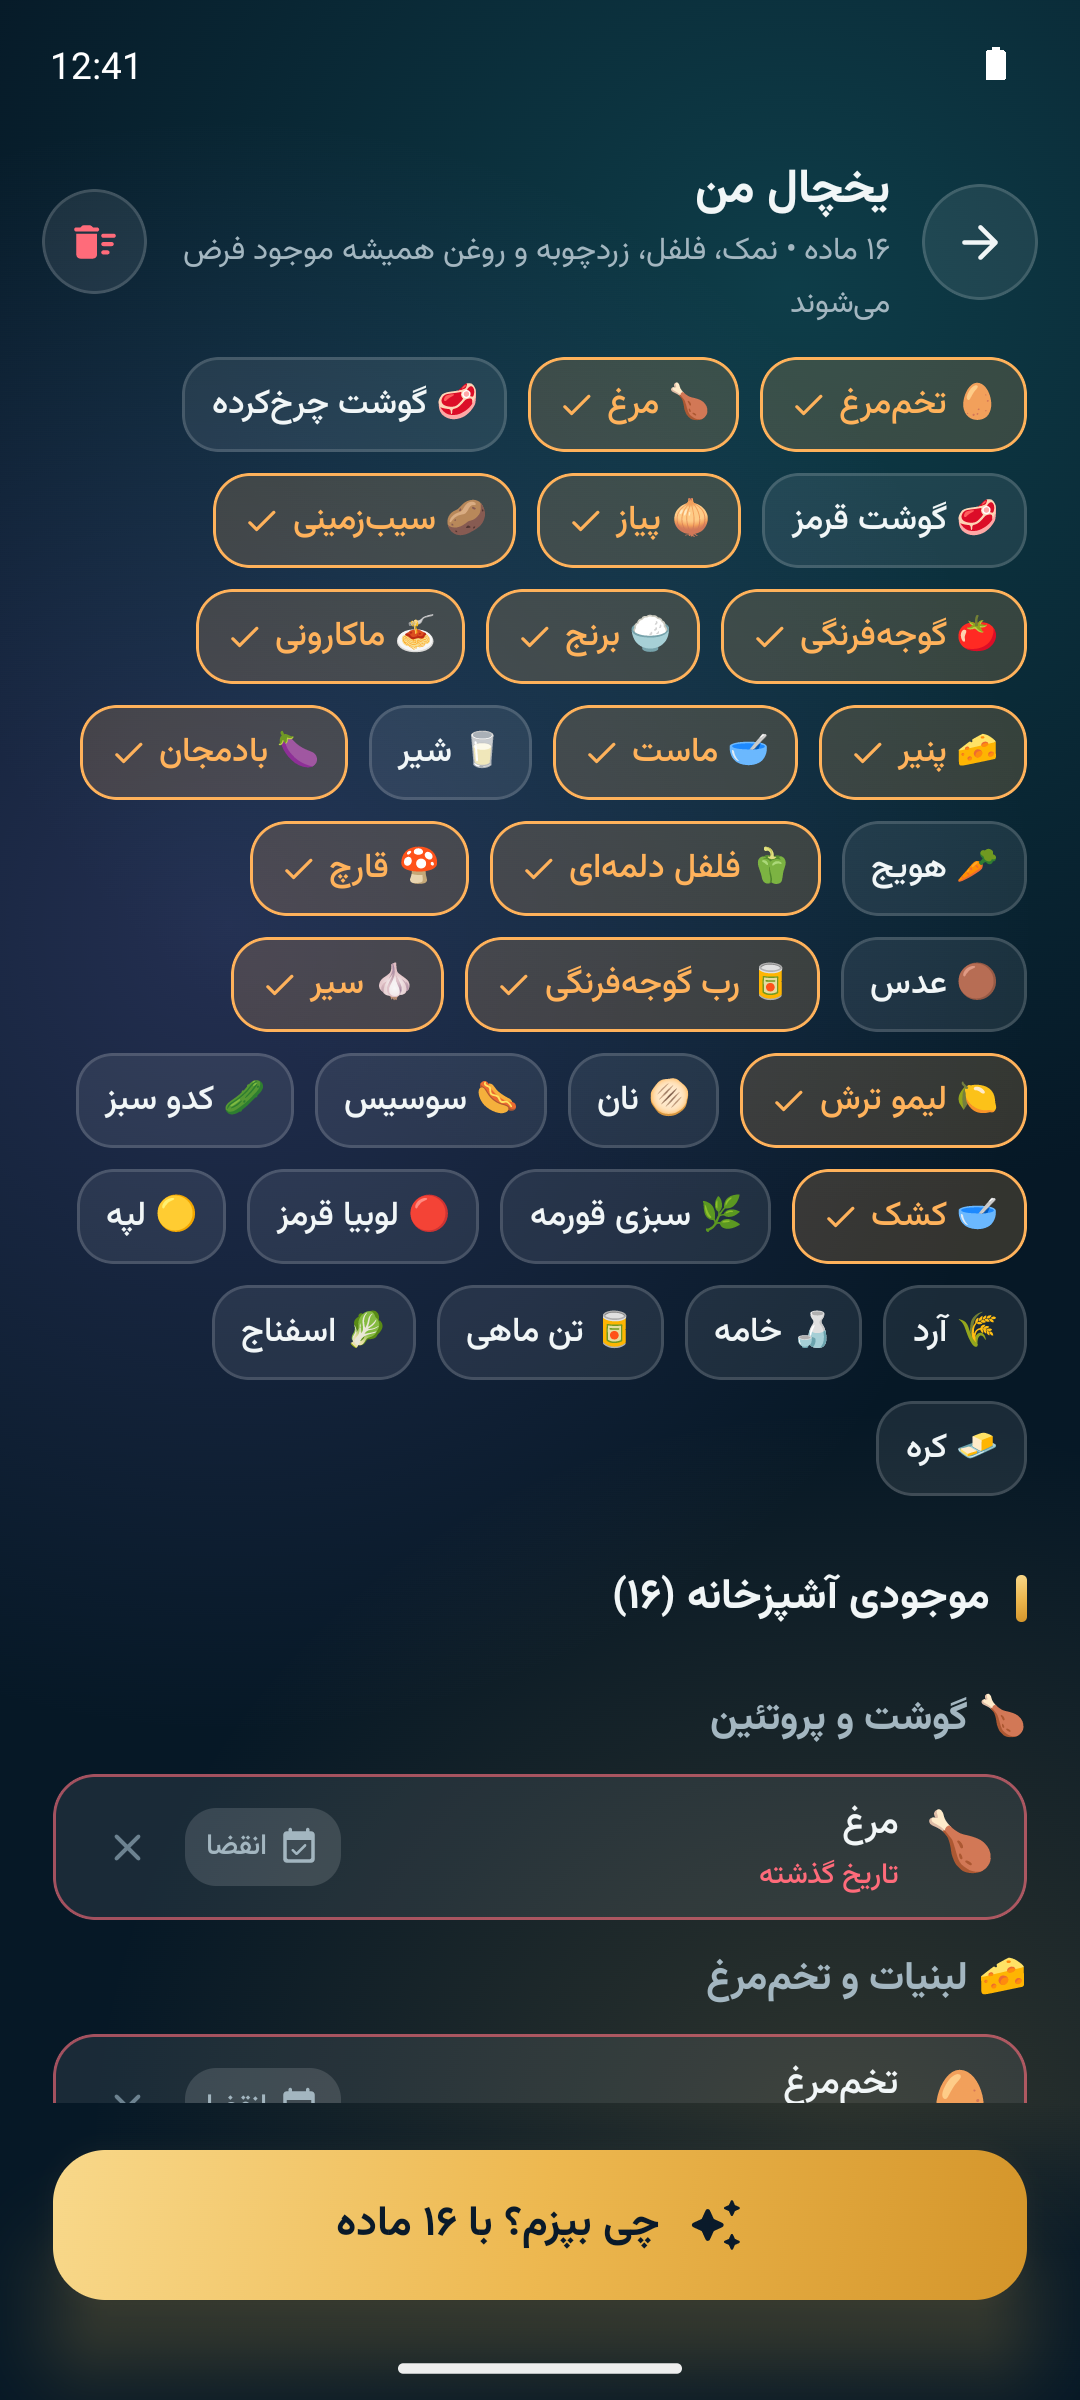 12:41
یخچال من
۱۶ ماده • نمک، فلفل، زردچوبه و روغن همیشه موجود فرض
می‌شوند
تخم‌مرغ
مرغ
گوشت چرخ‌کرده
گوشت قرمز
پیاز
سیب‌زمینی
گوجه‌فرنگی
برنج
ماکارونی
پنیر
ماست
شیر
بادمجان
هویج
فلفل دلمه‌ای
قارچ
عدس
رب گوجه‌فرنگی
سیر
لیمو ترش
نان
سوسیس
کدو سبز
کشک
سبزی قورمه
لوبیا قرمز
لپه
آرد
خامه
تن ماهی
اسفناج
کره
موجودی آشپزخانه (۱۶)
گوشت و پروتئین
مرغ
تاریخ گذشته
انقضا
لبنیات و تخم‌مرغ
تخم‌مرغ
انقضا
چی بپزم؟ با ۱۶ ماده